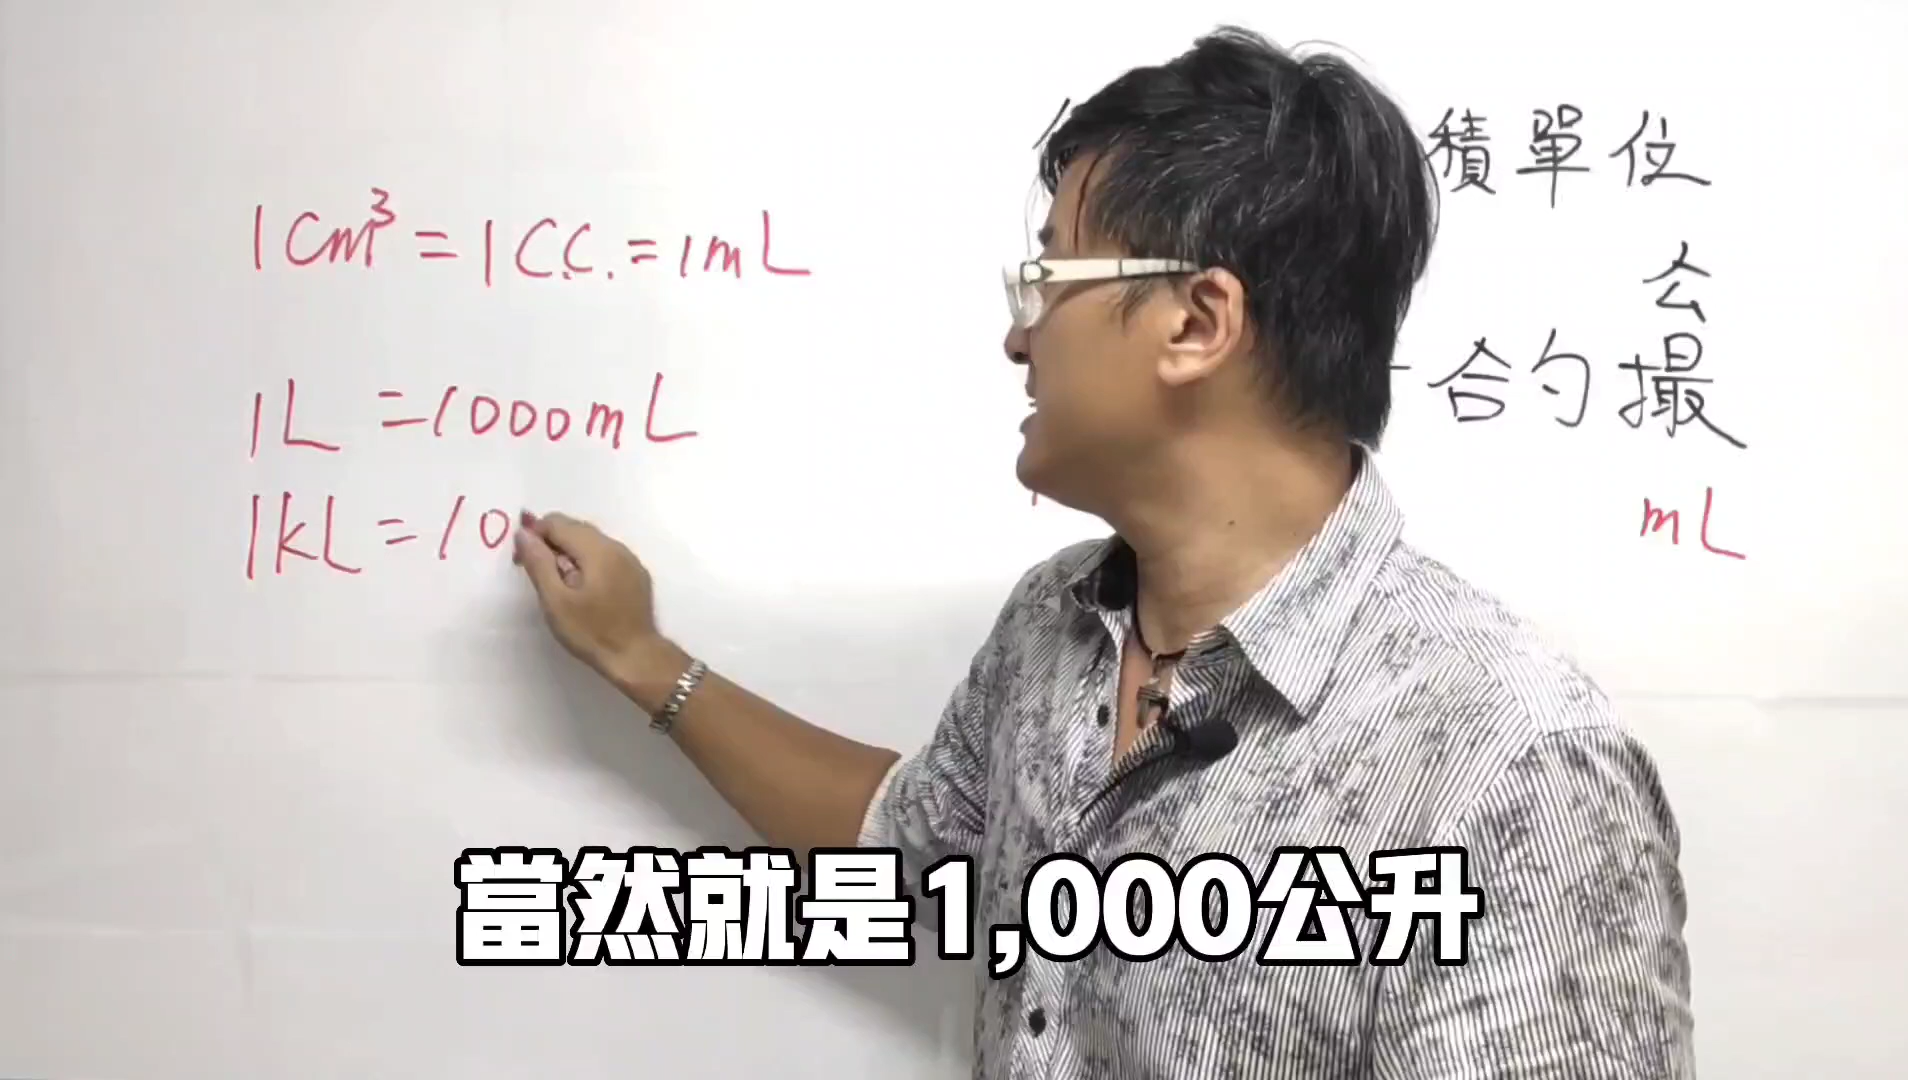 1cm³=1C.C.=1mL
1L=1000mL
1kL=10
積單位
公
合勺撮
mL
當然就是1,000公升